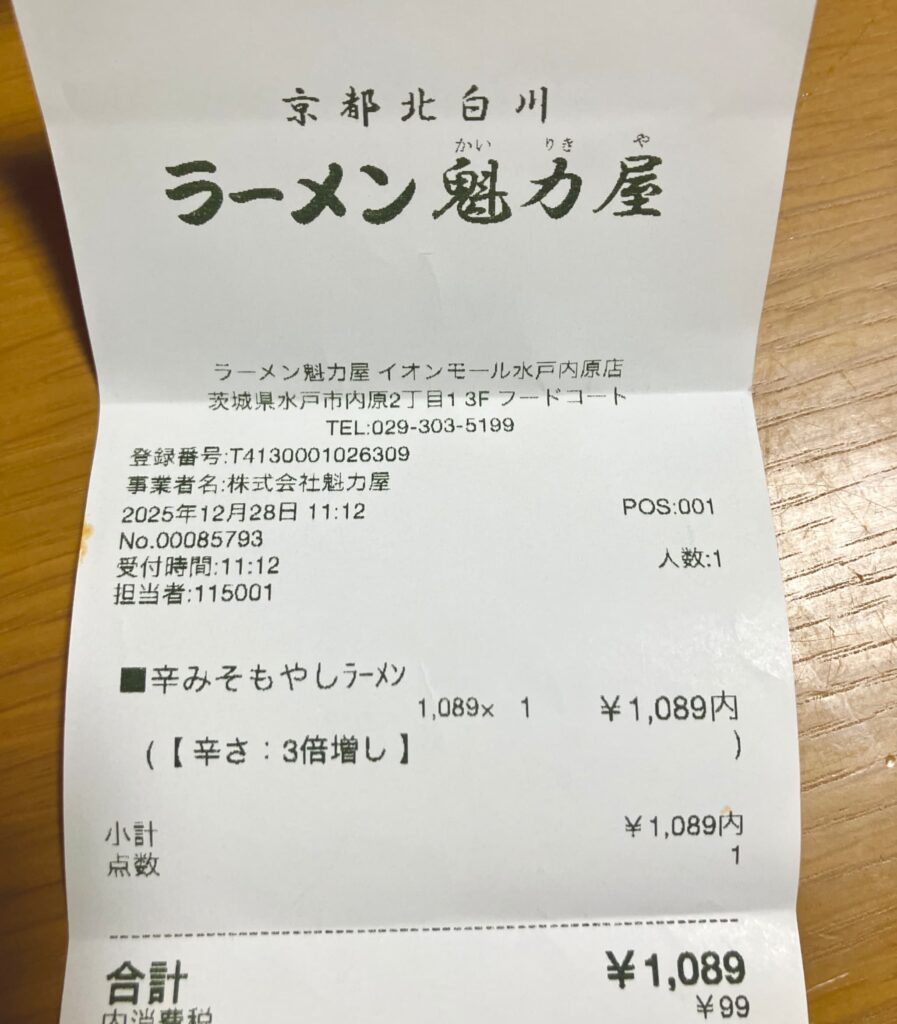 京都北白川
かい りき や
ラーメン魁力屋
ラーメン魁力屋 イオンモール水戸内原店
茨城県水戸市内原2丁目1 3F フードコート
TEL:029-303-5199
登録番号:T4130001026309
事業者名:株式会社魁力屋
2025年12月28日 11:12 POS:001
No.00085793
受付時間:11:12 人数:1
担当者:115001
■辛みそもやしﾗｰﾒﾝ
1,089× 1 ¥1,089内
(【辛さ：3倍増し】 )
小計 ¥1,089内
点数 1
合計 ¥1,089
内消費税 ¥99